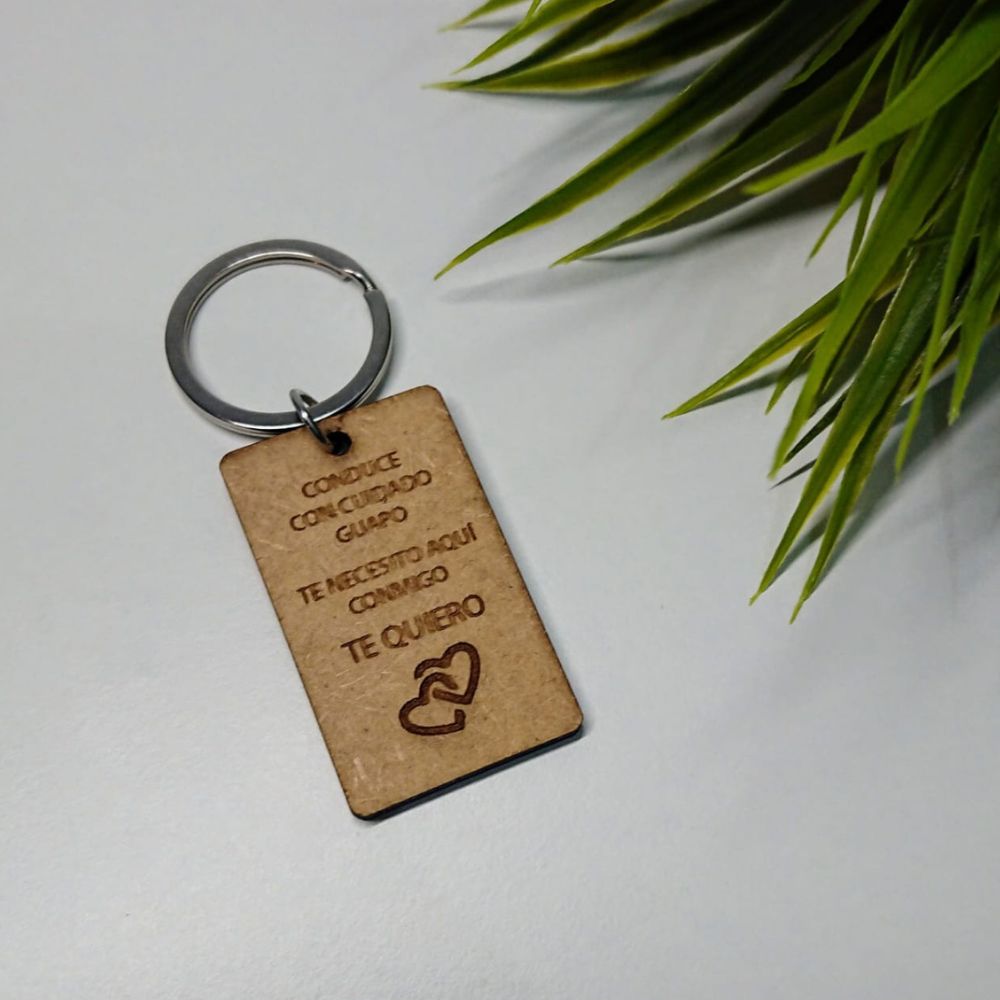 CONDUCE
CON CUIDADO
GUAPO
TE NECESITO AQUÍ
CONMIGO
TE QUIERO